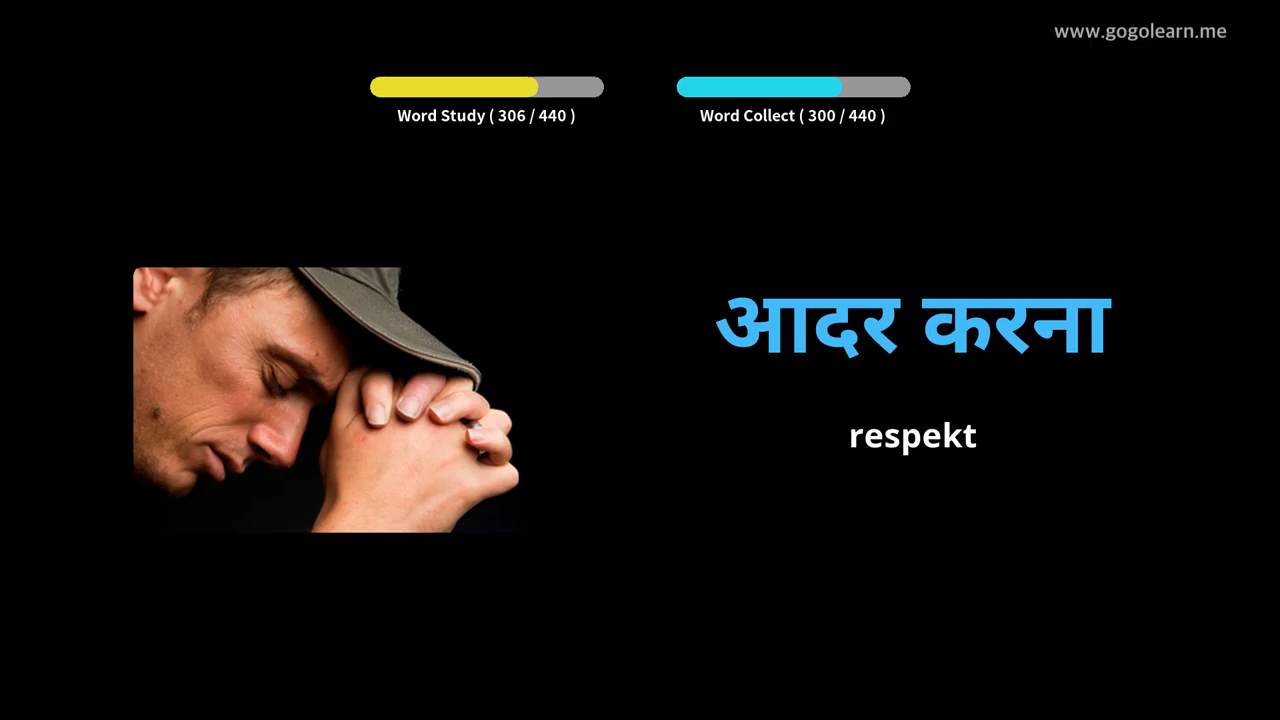 www.gogolearn.me
Word Study ( 306 / 440 )
Word Collect ( 300 / 440 )
आदर करना
respekt